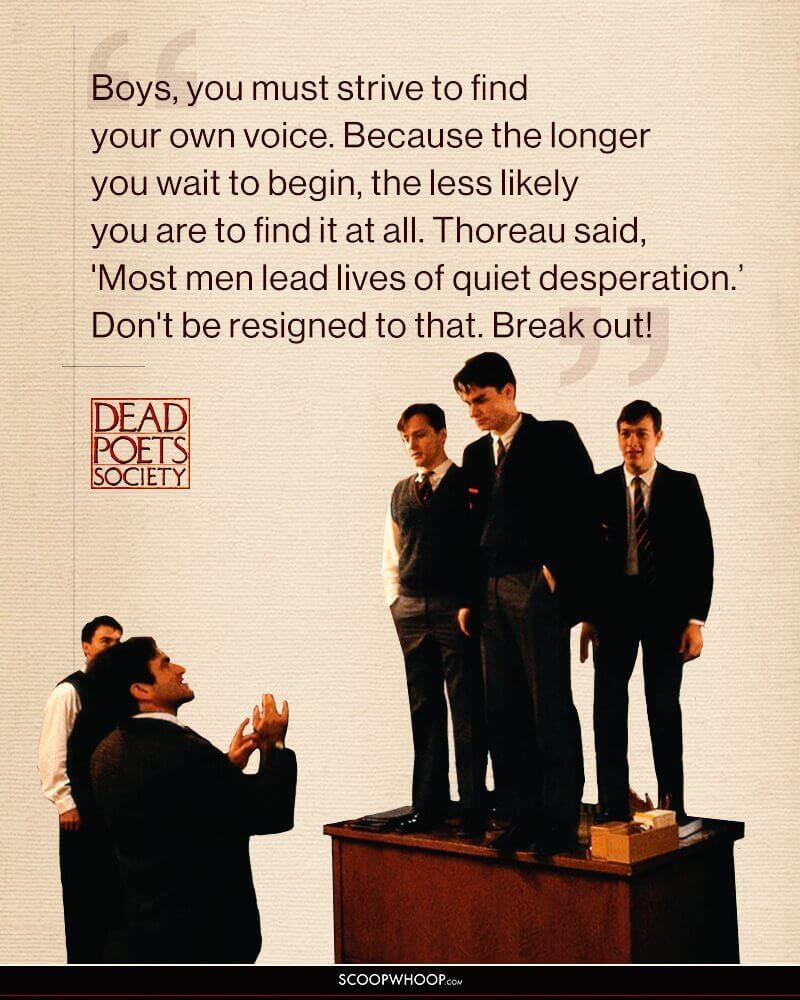 Boys, you must strive to find
your own voice. Because the longer
you wait to begin, the less likely
you are to find it at all. Thoreau said,
'Most men lead lives of quiet desperation.’
Don't be resigned to that. Break out!
DEAD
POETS
SOCIETY
SCOOPWHOOP.COM